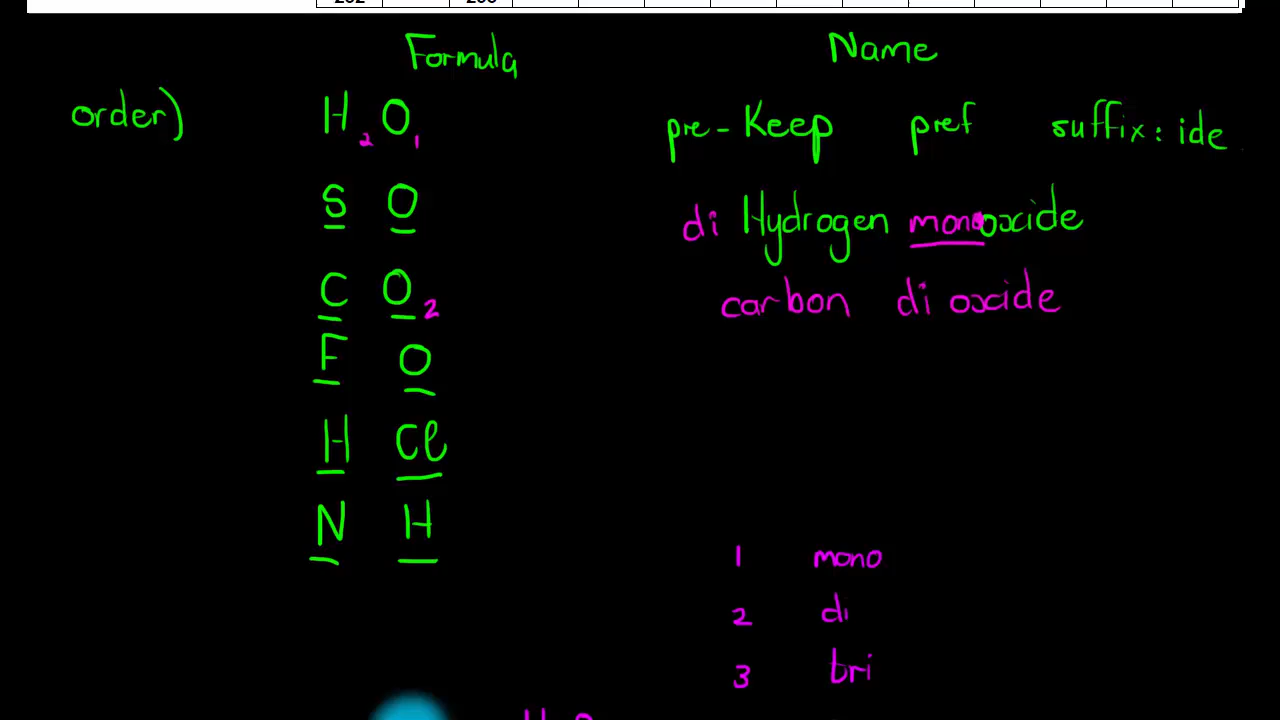 Formula Name
order) H₂O₁ pre-Keep pref suffix: ide
S O di Hydrogen monooxide
C O₂ carbon di oxide
F O
H Cl
N H
1 mono
2 di
3 tri